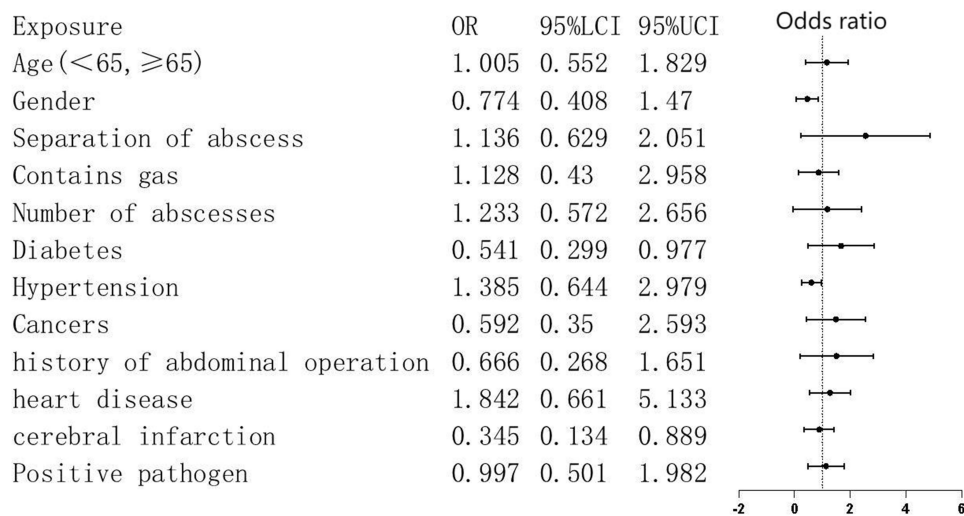 Exposure OR 95%LCI 95%UCI Odds ratio
Age(<65,≥65) 1.005 0.552 1.829
Gender 0.774 0.408 1.47
Separation of abscess 1.136 0.629 2.051
Contains gas 1.128 0.43 2.958
Number of abscesses 1.233 0.572 2.656
Diabetes 0.541 0.299 0.977
Hypertension 1.385 0.644 2.979
Cancers 0.592 0.35 2.593
history of abdominal operation 0.666 0.268 1.651
heart disease 1.842 0.661 5.133
cerebral infarction 0.345 0.134 0.889
Positive pathogen 0.997 0.501 1.982
-2 0 2 4 6